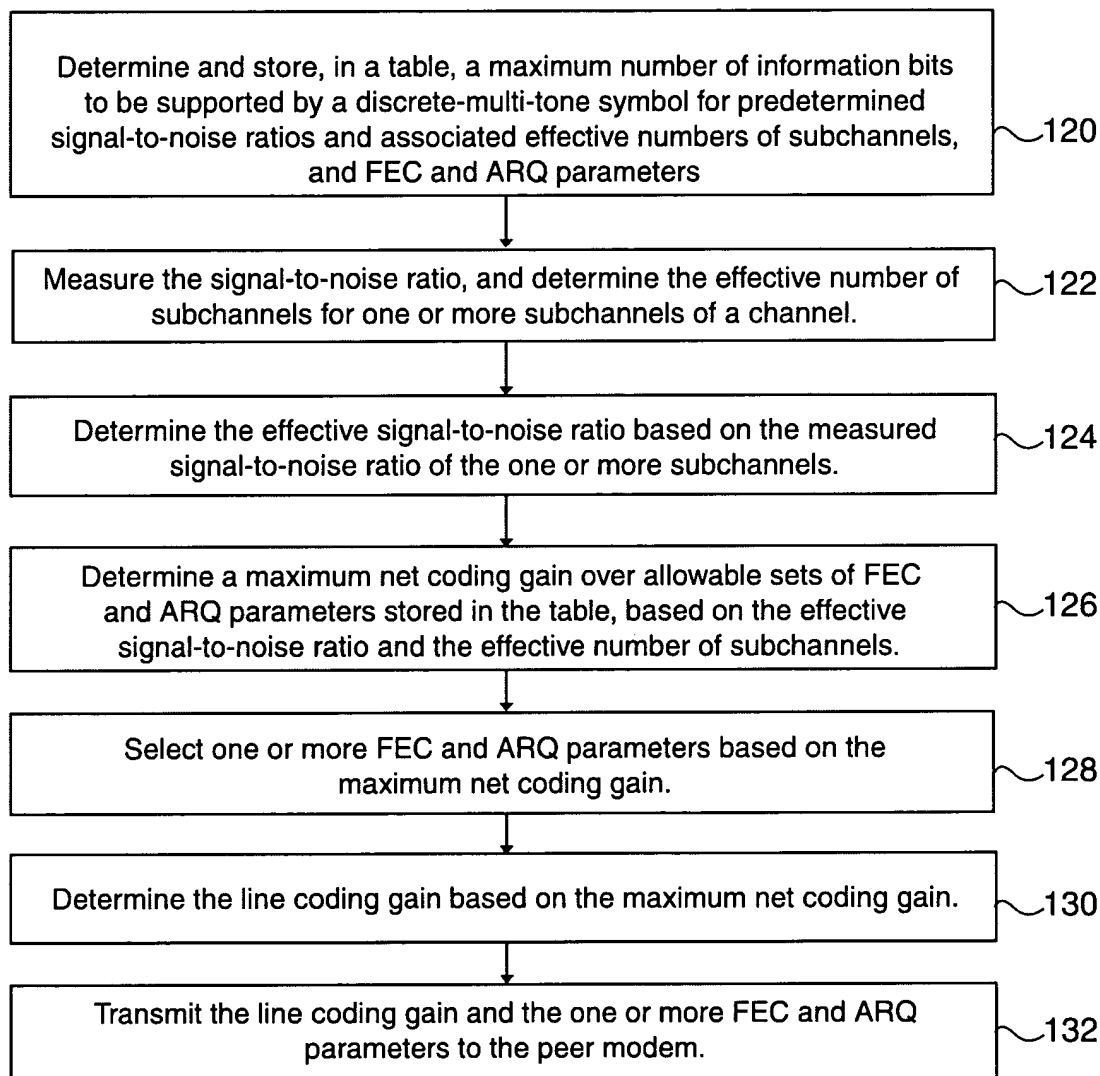 Determine and store, in a table, a maximum number of information bits
to be supported by a discrete-multi-tone symbol for predetermined
signal-to-noise ratios and associated effective numbers of subchannels,
and FEC and ARQ parameters
120
Measure the signal-to-noise ratio, and determine the effective number of
subchannels for one or more subchannels of a channel.
122
Determine the effective signal-to-noise ratio based on the measured
signal-to-noise ratio of the one or more subchannels.
124
Determine a maximum net coding gain over allowable sets of FEC
and ARQ parameters stored in the table, based on the effective
signal-to-noise ratio and the effective number of subchannels.
126
Select one or more FEC and ARQ parameters based on the
maximum net coding gain.
128
Determine the line coding gain based on the maximum net coding gain.
130
Transmit the line coding gain and the one or more FEC and ARQ
parameters to the peer modem.
132